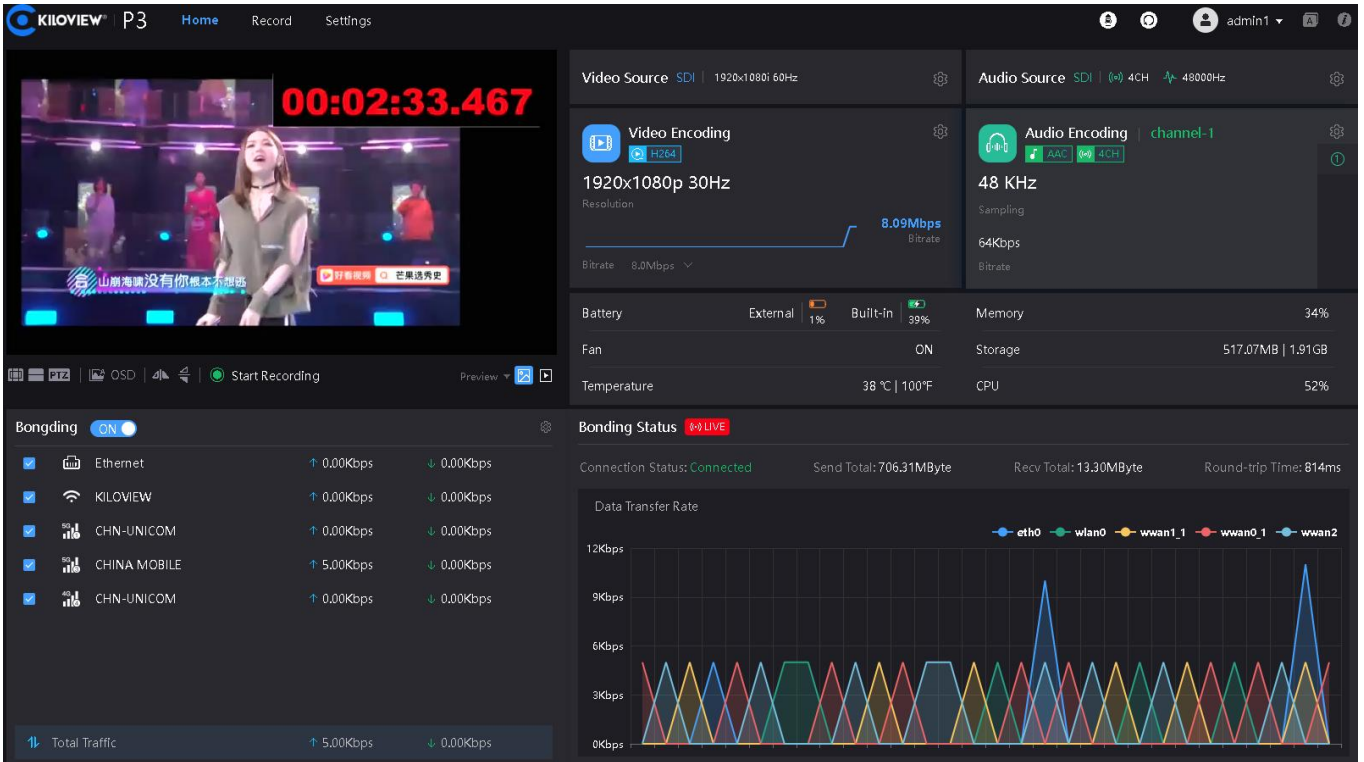 KILOVIEW® | P3 Home Record Settings admin1 A i
00:02:33.467
山崩海啸没有你根本不想逃
好看视频 芒果选秀史
PTZ OSD Start Recording Preview
Video Source SDI | 1920x1080i 60Hz
Audio Source SDI | 4CH 48000Hz
Video Encoding
H264
1920x1080p 30Hz
Resolution
8.09Mbps
Bitrate
Bitrate 8.0Mbps
Audio Encoding | channel-1
AAC 4CH
1
48 KHz
Sampling
64Kbps
Bitrate
Battery External 1% Built-in 39%
Fan ON
Temperature 38 ℃ | 100℉
Memory 34%
Storage 517.07MB | 1.91GB
CPU 52%
Bongding ON
Ethernet ↑ 0.00Kbps ↓ 0.00Kbps
KILOVIEW ↑ 0.00Kbps ↓ 0.00Kbps
5G CHN-UNICOM ↑ 0.00Kbps ↓ 0.00Kbps
5G CHINA MOBILE ↑ 5.00Kbps ↓ 0.00Kbps
4G CHN-UNICOM ↑ 0.00Kbps ↓ 0.00Kbps
Total Traffic ↑ 5.00Kbps ↓ 0.00Kbps
Bonding Status LIVE
Connection Status: Connected Send Total: 706.31MByte Recv Total: 13.30MByte Round-trip Time: 814ms
Data Transfer Rate
eth0 wlan0 wwan1_1 wwan0_1 wwan2
12Kbps
9Kbps
6Kbps
3Kbps
0Kbps